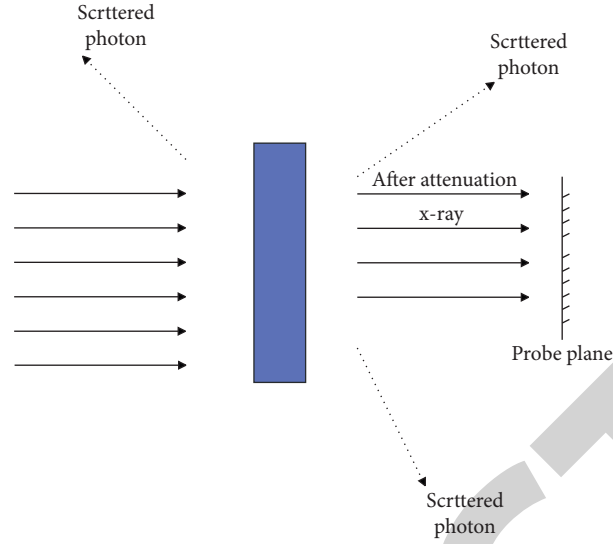 Scrttered
photon
Scrttered
photon
After attenuation
x-ray
Probe plane
Scrttered
photon